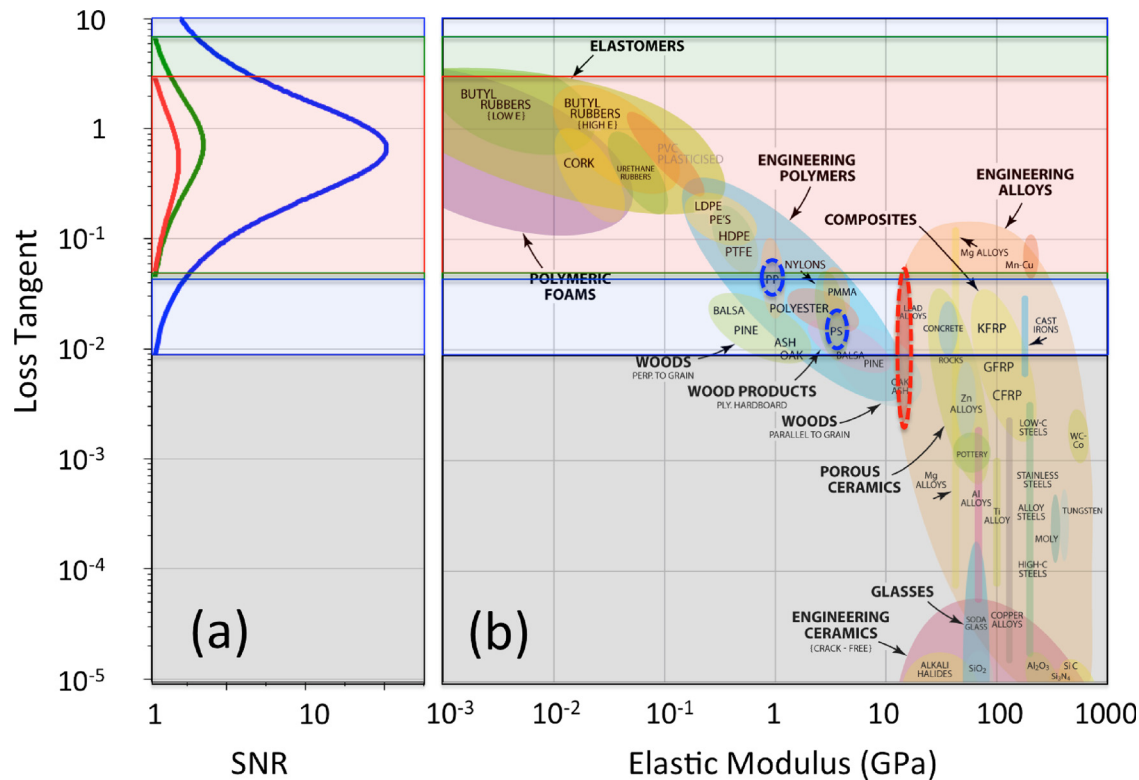 10
1
10⁻¹
10⁻²
10⁻³
10⁻⁴
10⁻⁵
Loss Tangent
(a)
1
10
SNR
(b)
ELASTOMERS
BUTYL
RUBBERS
(LOW E)
BUTYL
RUBBERS
(HIGH E)
PVC
PLASTICISED
CORK
URETHANE
RUBBERS
ENGINEERING
POLYMERS
ENGINEERING
ALLOYS
COMPOSITES
LDPE
PE'S
HDPE
PTFE
Mg ALLOYS
Mn-Cu
POLYMERIC
FOAMS
PP
NYLONS
PMMA
POLYESTER
PS
BALSA
PINE
ASH
OAK
BALSA
PINE
OAK
ASH
LEAD
ALLOYS
CONCRETE
KFRP
CAST
IRONS
ROCKS
GFRP
CFRP
WOODS
PERP. TO GRAIN
WOOD PRODUCTS
PLY. HARDBOARD
WOODS
PARALLEL TO GRAIN
Zn
ALLOYS
LOW-C
STEELS
WC-
Co
POTTERY
POROUS
CERAMICS
Mg
ALLOYS
Al
ALLOYS
Ti
ALLOY
STAINLESS
STEELS
ALLOY
STEELS
TUNGSTEN
MOLY
HIGH-C
STEELS
GLASSES
ENGINEERING
CERAMICS
(CRACK - FREE)
SODA
GLASS
COPPER
ALLOYS
ALKALI
HALIDES
SiO₂
Al₂O₃
SiC
Si₃N₄
10⁻³
10⁻²
10⁻¹
1
10
100
1000
Elastic Modulus (GPa)